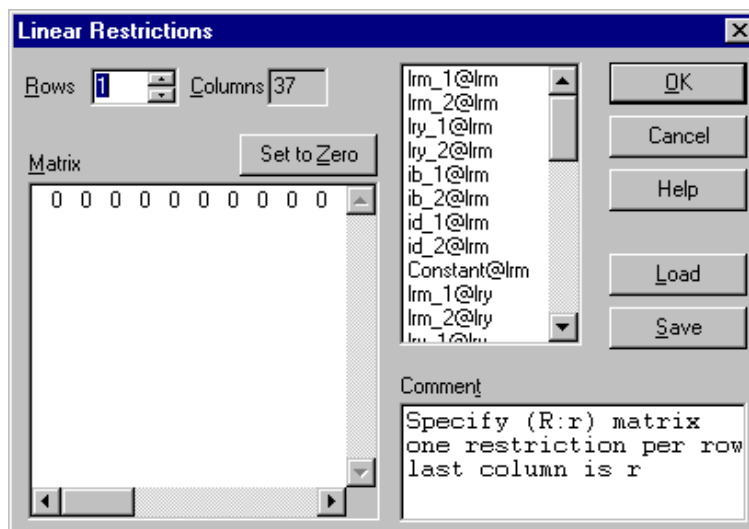 Linear Restrictions
Rows 1 Columns 37
Matrix Set to Zero
0 0 0 0 0 0 0 0 0 0
lrm_1@lrm
lrm_2@lrm
lry_1@lrm
lry_2@lrm
ib_1@lrm
ib_2@lrm
id_1@lrm
id_2@lrm
Constant@lrm
lrm_1@lry
lrm_2@lry
lry_1@lry
OK
Cancel
Help
Load
Save
Comment
Specify (R:r) matrix
one restriction per row
last column is r